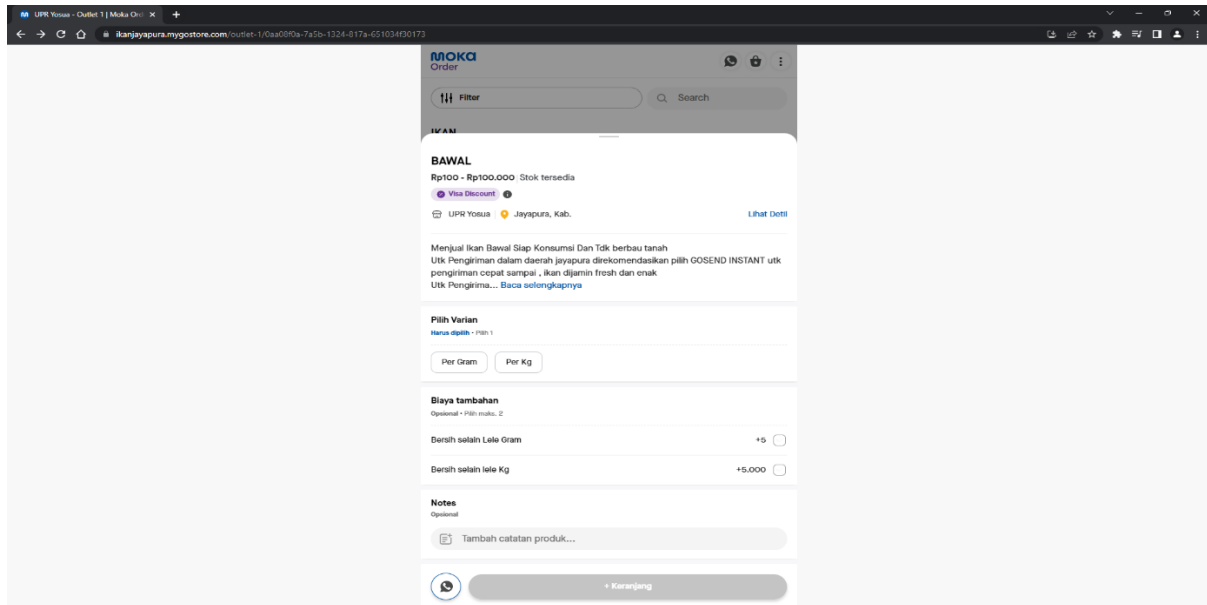 UPR Yosua - Outlet 1 | Moka Ord
ikanjayapura.mygostore.com/outlet-1/0aa08f0a-7a5b-1324-817a-651034f30173
MOKA
Order
Filter
Search
IKAN
BAWAL
Rp100 - Rp100.000 Stok tersedia
Visa Discount
UPR Yosua Jayapura, Kab. Lihat Detil
Menjual Ikan Bawal Siap Konsumsi Dan Tdk berbau tanah
Utk Pengiriman dalam daerah jayapura direkomendasikan pilih GOSEND INSTANT utk
pengiriman cepat sampai , ikan dijamin fresh dan enak
Utk Pengirima... Baca selengkapnya
Pilih Varian
Harus dipilih • Pilih 1
Per Gram
Per Kg
Biaya tambahan
Opsional • Pilih maks. 2
Bersih selain Lele Gram +5
Bersih selain lele Kg +5.000
Notes
Opsional
Tambah catatan produk...
+ Keranjang